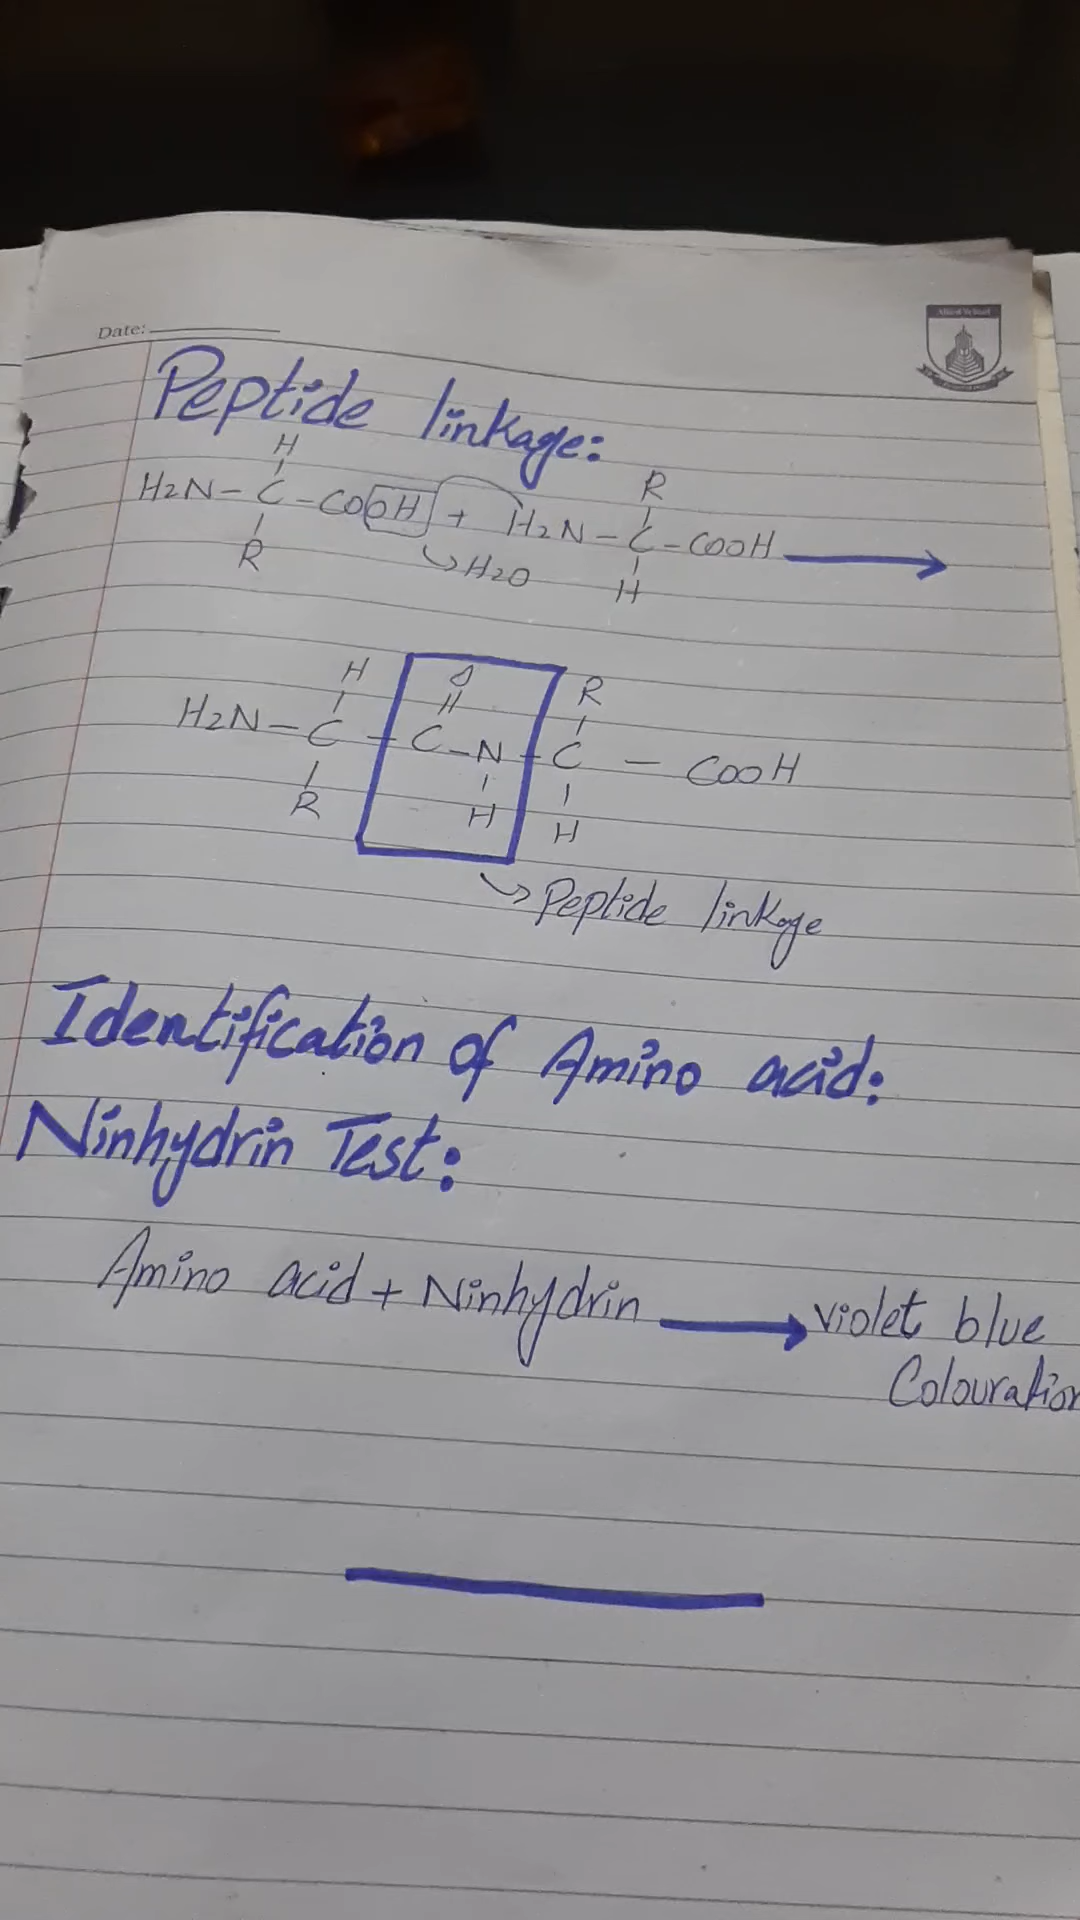 Date:
Peptide linkage:
H
R
H2N-C-COOH + H2N-C-COOH
R
H2O
H
H
O
R
H2N-C-C-N-C-COOH
R
H
H
Peptide linkage
Identification of Amino acid:
Ninhydrin Test:
Amino acid + Ninhydrin → violet blue
Colouration